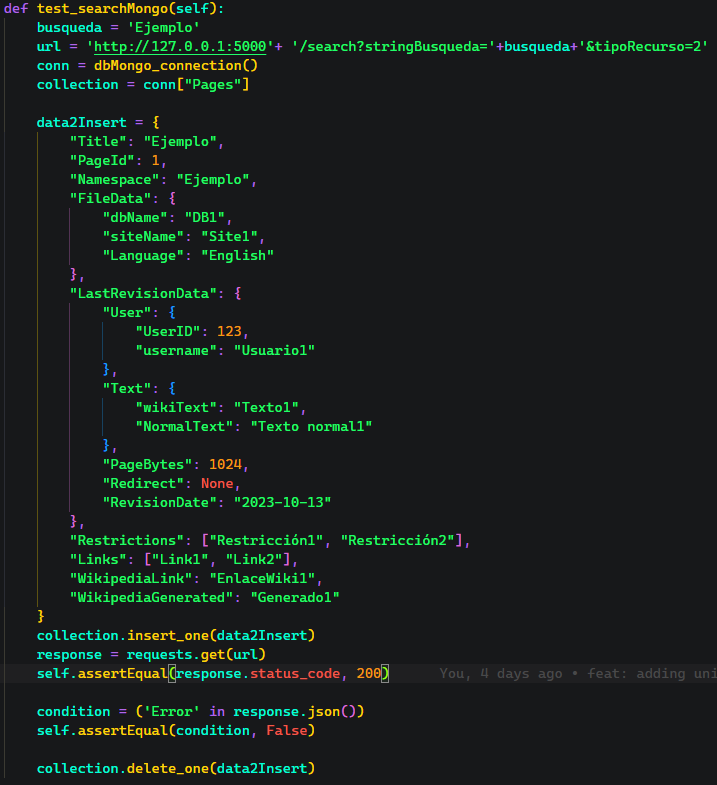 def test_searchMongo(self):
    busqueda = 'Ejemplo'
    url = 'http://127.0.0.1:5000'+ '/search?stringBusqueda='+busqueda+'&tipoRecurso=2'
    conn = dbMongo_connection()
    collection = conn["Pages"]

    data2Insert = {
        "Title": "Ejemplo",
        "PageId": 1,
        "Namespace": "Ejemplo",
        "FileData": {
            "dbName": "DB1",
            "siteName": "Site1",
            "Language": "English"
        },
        "LastRevisionData": {
            "User": {
                "UserID": 123,
                "username": "Usuario1"
            },
            "Text": {
                "wikiText": "Texto1",
                "NormalText": "Texto normal1"
            },
            "PageBytes": 1024,
            "Redirect": None,
            "RevisionDate": "2023-10-13"
        },
        "Restrictions": ["Restricción1", "Restricción2"],
        "Links": ["Link1", "Link2"],
        "WikipediaLink": "EnlaceWiki1",
        "WikipediaGenerated": "Generado1"
    }
    collection.insert_one(data2Insert)
    response = requests.get(url)
    self.assertEqual(response.status_code, 200)      You, 4 days ago • feat: adding uni

    condition = ('Error' in response.json())
    self.assertEqual(condition, False)

    collection.delete_one(data2Insert)